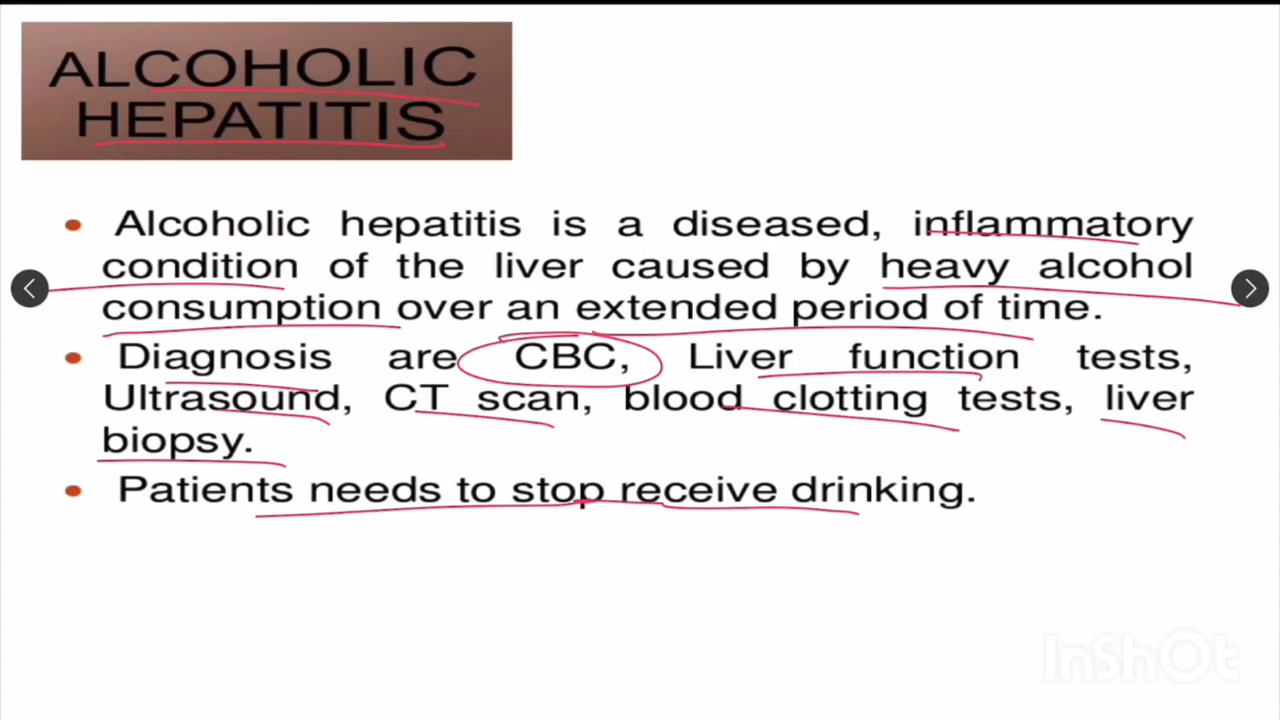 ALCOHOLIC
HEPATITIS
• Alcoholic hepatitis is a diseased, inflammatory
condition of the liver caused by heavy alcohol
consumption over an extended period of time.
• Diagnosis are CBC, Liver function tests,
Ultrasound, CT scan, blood clotting tests, liver
biopsy.
• Patients needs to stop receive drinking.
InShOt